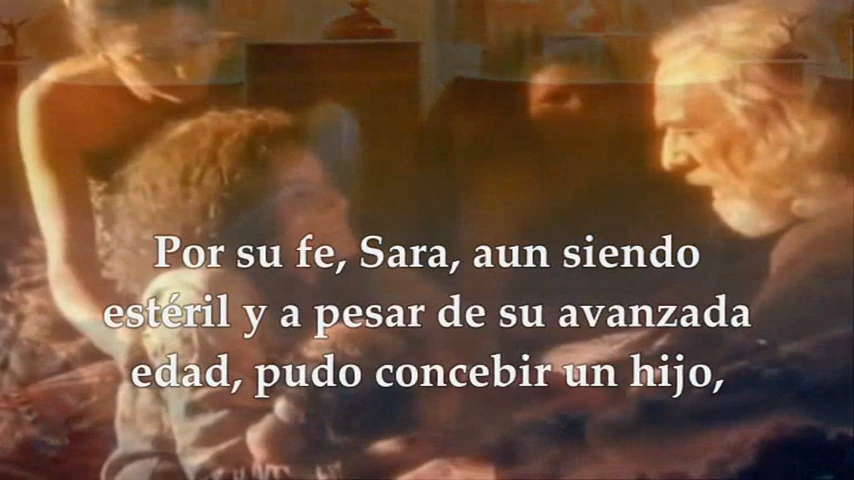 Por su fe, Sara, aun siendo
estéril y a pesar de su avanzada
edad, pudo concebir un hijo,